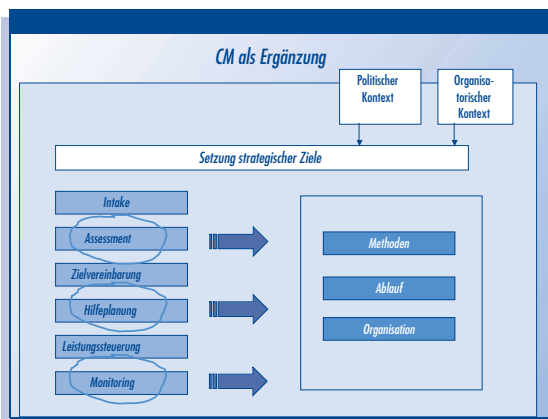 CM als Ergänzung
Politischer
Kontext
Organisa-
torischer
Kontext
Setzung strategischer Ziele
Intake
Assessment
Zielvereinbarung
Hilfeplanung
Leistungssteuerung
Monitoring
Methoden
Ablauf
Organisation